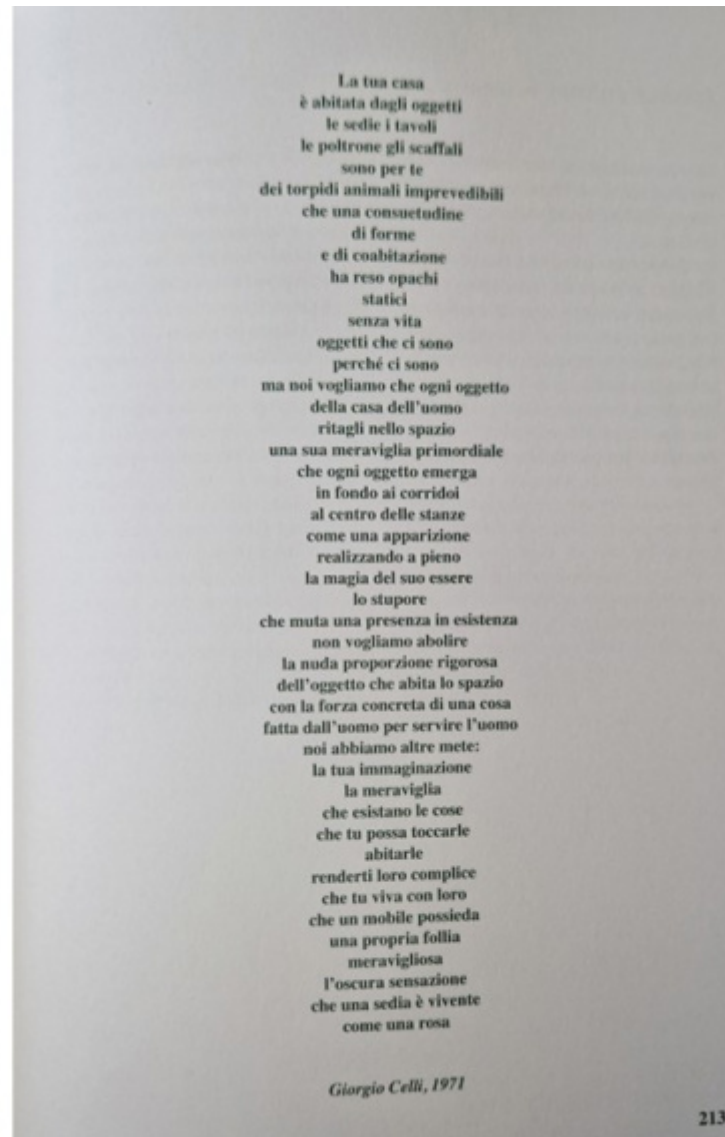 La tua casa
è abitata dagli oggetti
le sedie i tavoli
le poltrone gli scaffali
sono per te
dei torpidi animali imprevedibili
che una consuetudine
di forme
e di coabitazione
ha reso opachi
statici
senza vita
oggetti che ci sono
perché ci sono
ma noi vogliamo che ogni oggetto
della casa dell'uomo
ritagli nello spazio
una sua meraviglia primordiale
che ogni oggetto emerga
in fondo ai corridoi
al centro delle stanze
come una apparizione
realizzando a pieno
la magia del suo essere
lo stupore
che muta una presenza in esistenza
non vogliamo abolire
la nuda proporzione rigorosa
dell'oggetto che abita lo spazio
con la forza concreta di una cosa
fatta dall'uomo per servire l'uomo
noi abbiamo altre mete:
la tua immaginazione
la meraviglia
che esistano le cose
che tu possa toccarle
abitarle
renderti loro complice
che tu viva con loro
che un mobile possieda
una propria follia
meravigliosa
l'oscura sensazione
che una sedia è vivente
come una rosa
Giorgio Celli, 1971
213